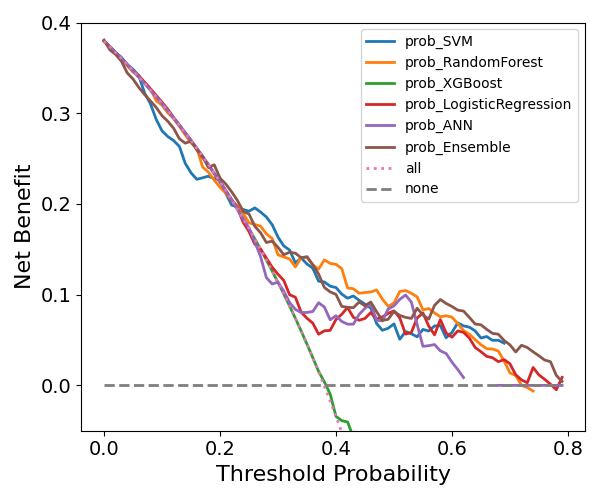 0.4
0.3
0.2
0.1
0.0
Net Benefit
prob_SVM
prob_RandomForest
prob_XGBoost
prob_LogisticRegression
prob_ANN
prob_Ensemble
all
none
0.0 0.2 0.4 0.6 0.8
Threshold Probability